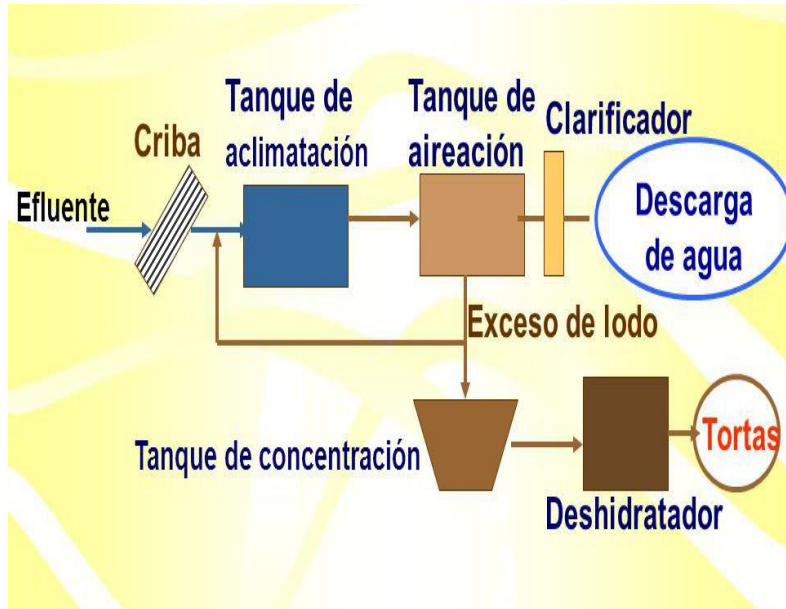 Efluente
Criba
Tanque de
aclimatación
Tanque de
aireación
Clarificador
Descarga
de agua
Exceso de lodo
Tanque de concentración
Deshidratador
Tortas